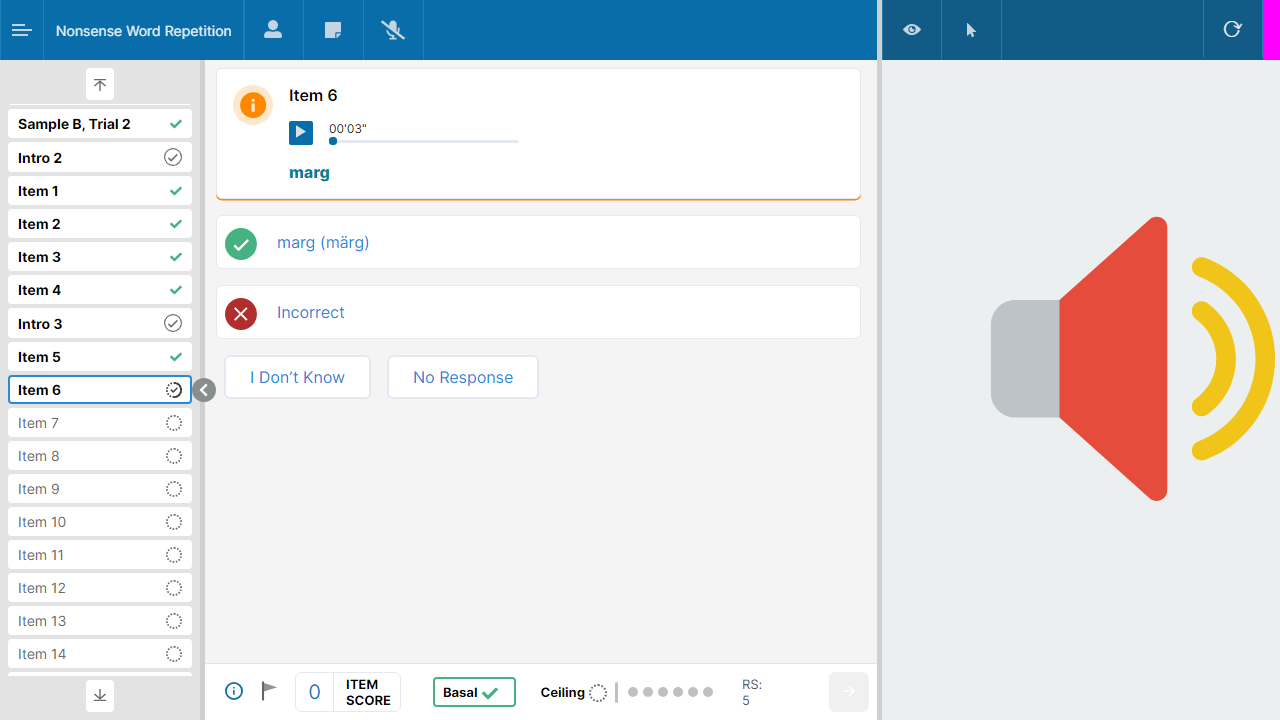 Nonsense Word Repetition
Sample B, Trial 2
Intro 2
Item 1
Item 2
Item 3
Item 4
Intro 3
Item 5
Item 6
Item 7
Item 8
Item 9
Item 10
Item 11
Item 12
Item 13
Item 14
Item 6
00'03"
marg
marg (märg)
Incorrect
I Don’t Know
No Response
0
ITEM
SCORE
Basal
Ceiling
RS:
5